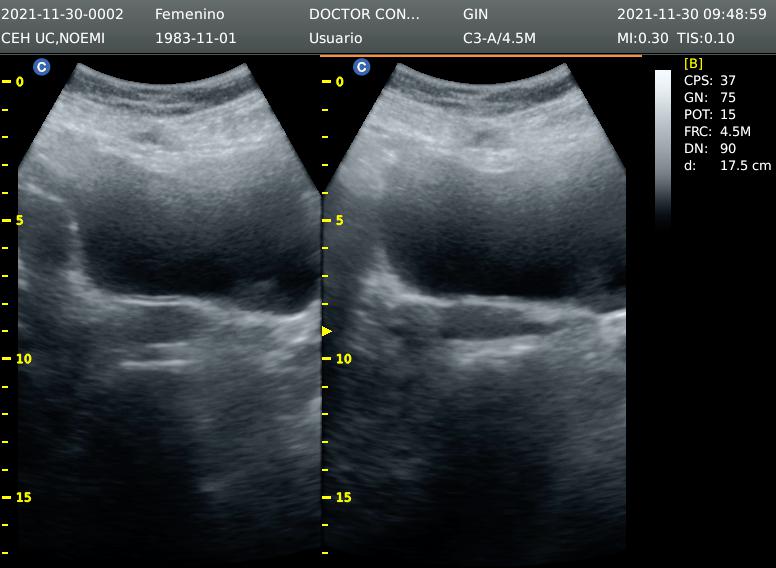 2021-11-30-0002 Femenino DOCTOR CON... GIN 2021-11-30 09:48:59
CEH UC,NOEMI 1983-11-01 Usuario C3-A/4.5M MI:0.30 TIS:0.10
C C
[B]
0 0
CPS: 37
GN: 75
POT: 15
FRC: 4.5M
DN: 90
d: 17.5 cm
5 5
10 10
15 15